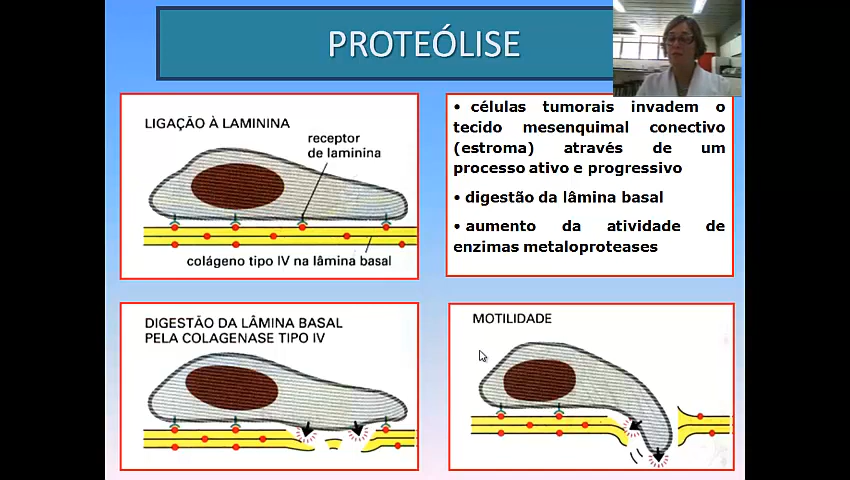 PROTEÓLISE
LIGAÇÃO À LAMININA
receptor
de laminina
colágeno tipo IV na lâmina basal
• células tumorais invadem o
tecido mesenquimal conectivo
(estroma) através de um
processo ativo e progressivo
• digestão da lâmina basal
• aumento da atividade de
enzimas metaloproteases
DIGESTÃO DA LÂMINA BASAL
PELA COLAGENASE TIPO IV
MOTILIDADE